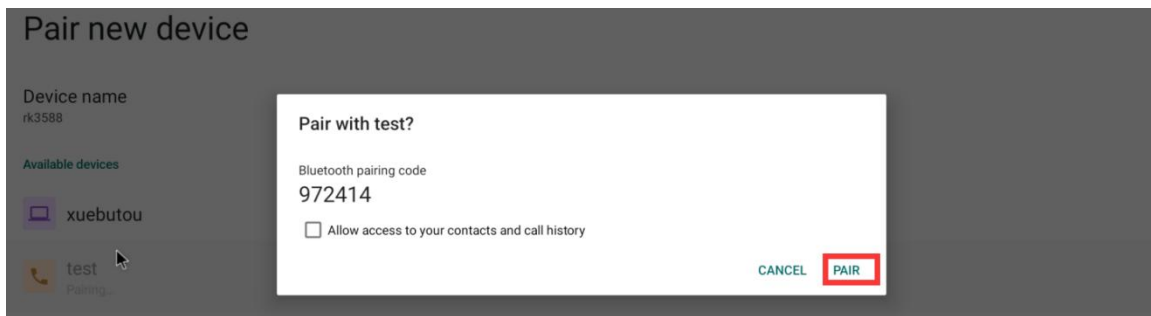 Pair new device
Device name
rk3588
Available devices
xuebutou
test
Pairing...
Pair with test?
Bluetooth pairing code
972414
Allow access to your contacts and call history
CANCEL PAIR